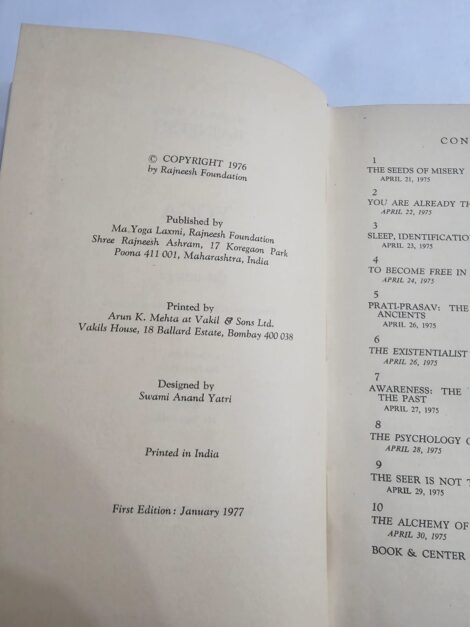 © COPYRIGHT 1976
by Rajneesh Foundation
Published by
Ma Yoga Laxmi, Rajneesh Foundation
Shree Rajneesh Ashram, 17 Koregaon Park
Poona 411 001, Maharashtra, India
Printed by
Arun K. Mehta at Vakil & Sons Ltd.
Vakils House, 18 Ballard Estate, Bombay 400 038
Designed by
Swami Anand Yatri
Printed in India
First Edition: January 1977
CON
1
THE SEEDS OF MISERY
APRIL 21, 1975
2
YOU ARE ALREADY TH
APRIL 22, 1975
3
SLEEP, IDENTIFICATIO
APRIL 23, 1975
4
TO BECOME FREE IN
APRIL 24, 1975
5
PRATI-PRASAV: THE
ANCIENTS
APRIL 26, 1975
6
THE EXISTENTIALIST
APRIL 26, 1975
7
AWARENESS: THE
THE PAST
APRIL 27, 1975
8
THE PSYCHOLOGY O
APRIL 28, 1975
9
THE SEER IS NOT T
APRIL 29, 1975
10
THE ALCHEMY OF
APRIL 30, 1975
BOOK & CENTER